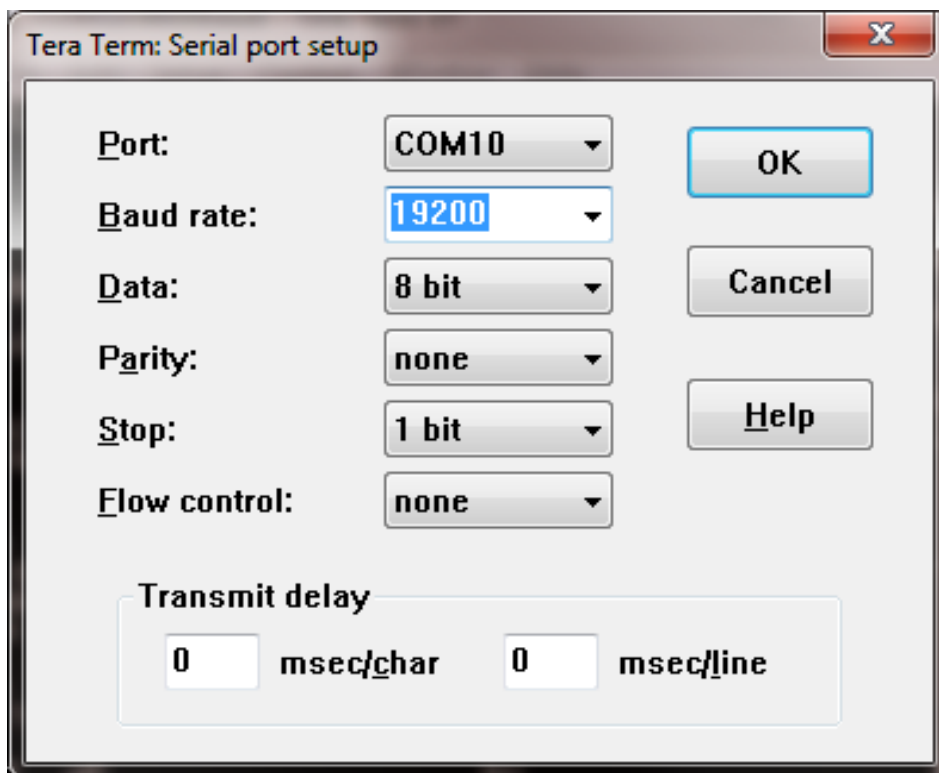 Tera Term: Serial port setup
Port: COM10
OK
Baud rate: 19200
Data: 8 bit
Cancel
Parity: none
Stop: 1 bit
Help
Flow control: none
Transmit delay
0 msec/char 0 msec/line